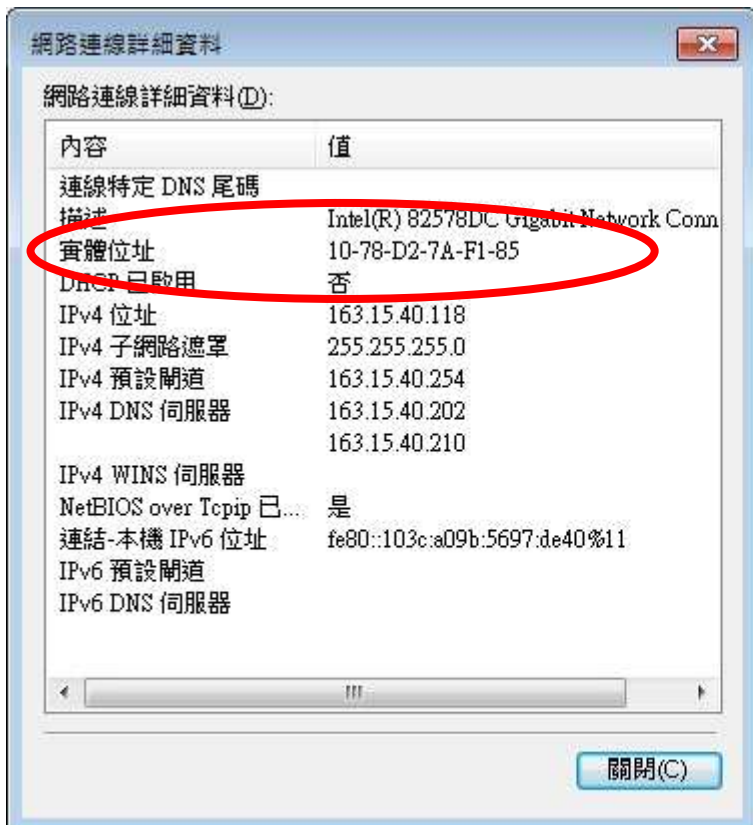 網路連線詳細資料
網路連線詳細資料(D):
內容 值
連線特定 DNS 尾碼
描述 Intel(R) 82578DC Gigabit Network Conn
實體位址 10-78-D2-7A-F1-85
DHCP 已啟用 否
IPv4 位址 163.15.40.118
IPv4 子網路遮罩 255.255.255.0
IPv4 預設閘道 163.15.40.254
IPv4 DNS 伺服器 163.15.40.202
163.15.40.210
IPv4 WINS 伺服器
NetBIOS over Tcpip 已... 是
連結-本機 IPv6 位址 fe80::103c:a09b:5697:de40%11
IPv6 預設閘道
IPv6 DNS 伺服器
關閉(C)